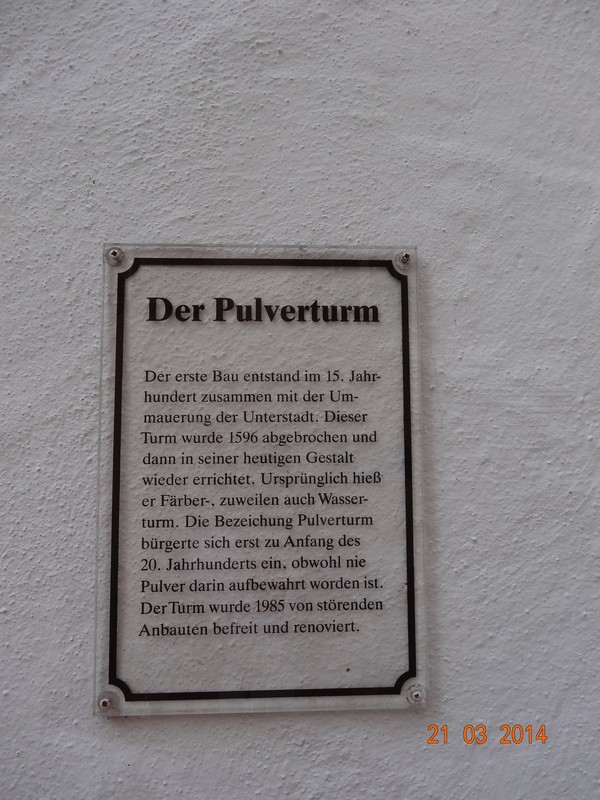 Der Pulverturm
Der erste Bau entstand im 15. Jahr-
hundert zusammen mit der Um-
mauerung der Unterstadt. Dieser
Turm wurde 1596 abgebrochen und
dann in seiner heutigen Gestalt
wieder errichtet. Ursprünglich hieß
er Färber-, zuweilen auch Wasser-
turm. Die Bezeichung Pulverturm
bürgerte sich erst zu Anfang des
20. Jahrhunderts ein, obwohl nie
Pulver darin aufbewahrt worden ist.
Der Turm wurde 1985 von störenden
Anbauten befreit und renoviert.
21 03 2014